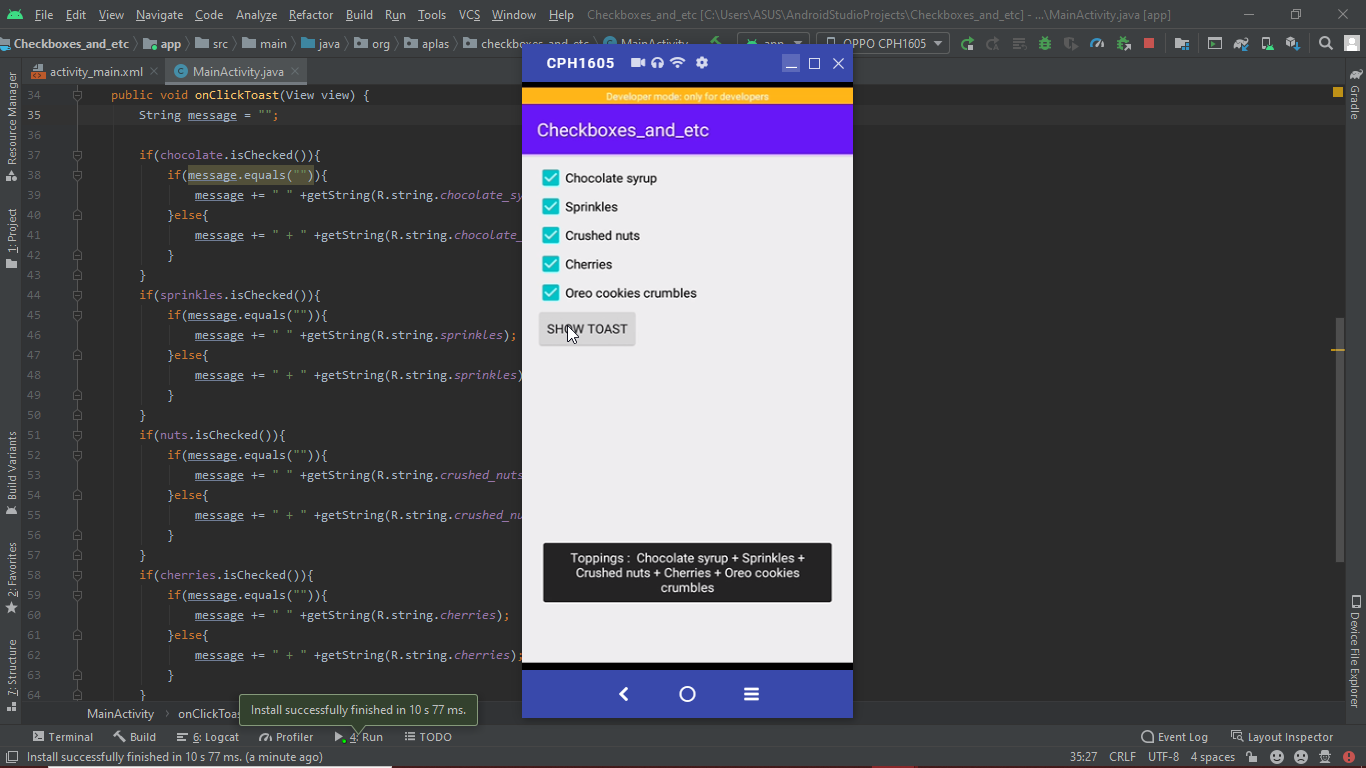 File Edit View Navigate Code Analyze Refactor Build Run Tools VCS Window Help Checkboxes_and_etc [C:\Users\ASUS\AndroidStudioProjects\Checkboxes_and_etc] - ...\MainActivity.java [app]
Checkboxes_and_etc app src main java org aplas MainActivity app OPPO CPH1605
activity_main.xml MainActivity.java
CPH1605
Developer mode: only for developers
Checkboxes_and_etc
Chocolate syrup
Sprinkles
Crushed nuts
Cherries
Oreo cookies crumbles
SHOW TOAST
Toppings : Chocolate syrup + Sprinkles +
Crushed nuts + Cherries + Oreo cookies
crumbles
34 public void onClickToast(View view) {
35 String message = "";
36
37 if(chocolate.isChecked()){
38 if(message.equals("")){
39 message += " " +getString(R.string.chocolate_sy
40 }else{
41 message += " + " +getString(R.string.chocolate_
42 }
43 }
44 if(sprinkles.isChecked()){
45 if(message.equals("")){
46 message += " " +getString(R.string.sprinkles);
47 }else{
48 message += " + " +getString(R.string.sprinkles)
49 }
50 }
51 if(nuts.isChecked()){
52 if(message.equals("")){
53 message += " " +getString(R.string.crushed_nuts
54 }else{
55 message += " + " +getString(R.string.crushed_nu
56 }
57 }
58 if(cherries.isChecked()){
59 if(message.equals("")){
60 message += " " +getString(R.string.cherries);
61 }else{
62 message += " + " +getString(R.string.cherries);
63 }
64 }
Resource Manager
1: Project
Build Variants
2: Favorites
7: Structure
Gradle
Device File Explorer
MainActivity onClickToa
Install successfully finished in 10 s 77 ms.
Terminal Build 6: Logcat Profiler 4: Run TODO Event Log Layout Inspector
Install successfully finished in 10 s 77 ms. (a minute ago) 35:27 CRLF UTF-8 4 spaces